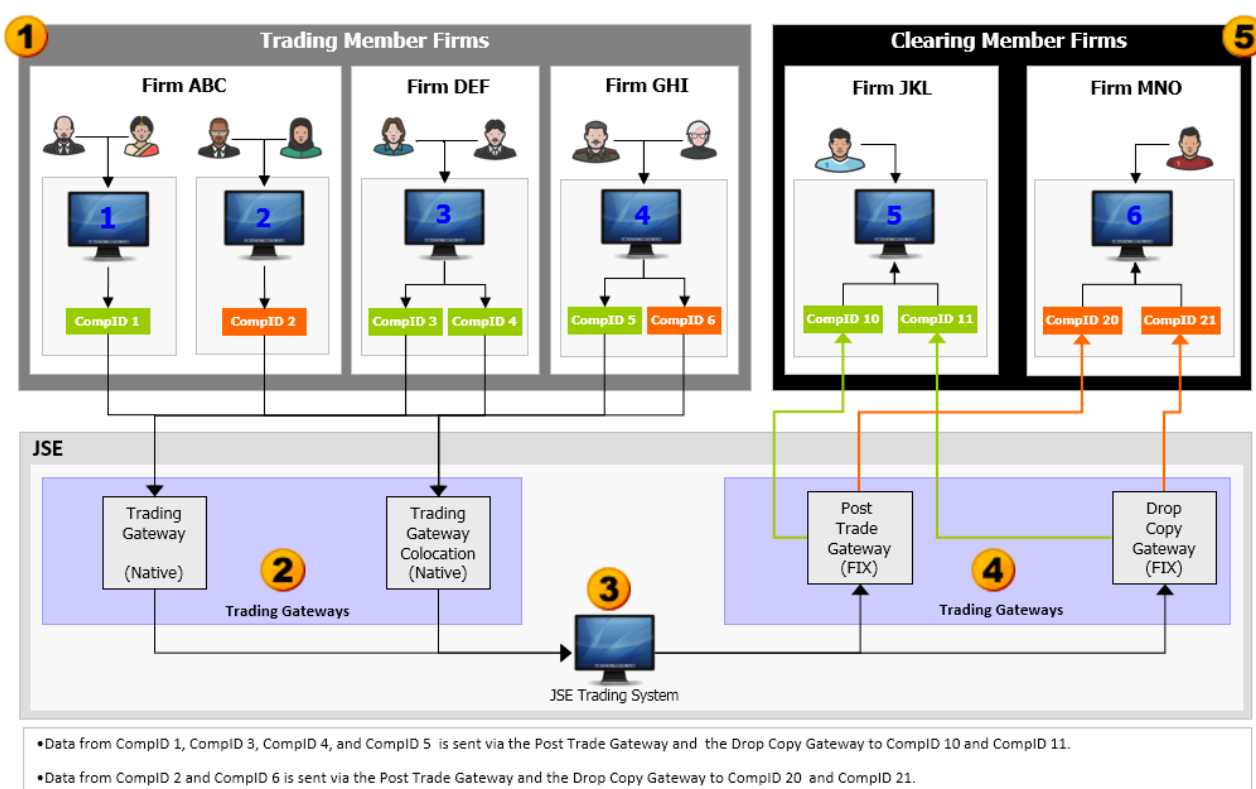 1
Trading Member Firms
Clearing Member Firms
5
Firm ABC
Firm DEF
Firm GHI
Firm JKL
Firm MNO
1
2
3
4
5
6
CompID 1
CompID 2
CompID 3
CompID 4
CompID 5
CompID 6
CompID 10
CompID 11
CompID 20
CompID 21
JSE
Trading
Gateway
(Native)
Trading
Gateway
Colocation
(Native)
2
Trading Gateways
3
JSE Trading System
Post
Trade
Gateway
(FIX)
4
Trading Gateways
Drop
Copy
Gateway
(FIX)
•Data from CompID 1, CompID 3, CompID 4, and CompID 5 is sent via the Post Trade Gateway and the Drop Copy Gateway to CompID 10 and CompID 11.
•Data from CompID 2 and CompID 6 is sent via the Post Trade Gateway and the Drop Copy Gateway to CompID 20 and CompID 21.